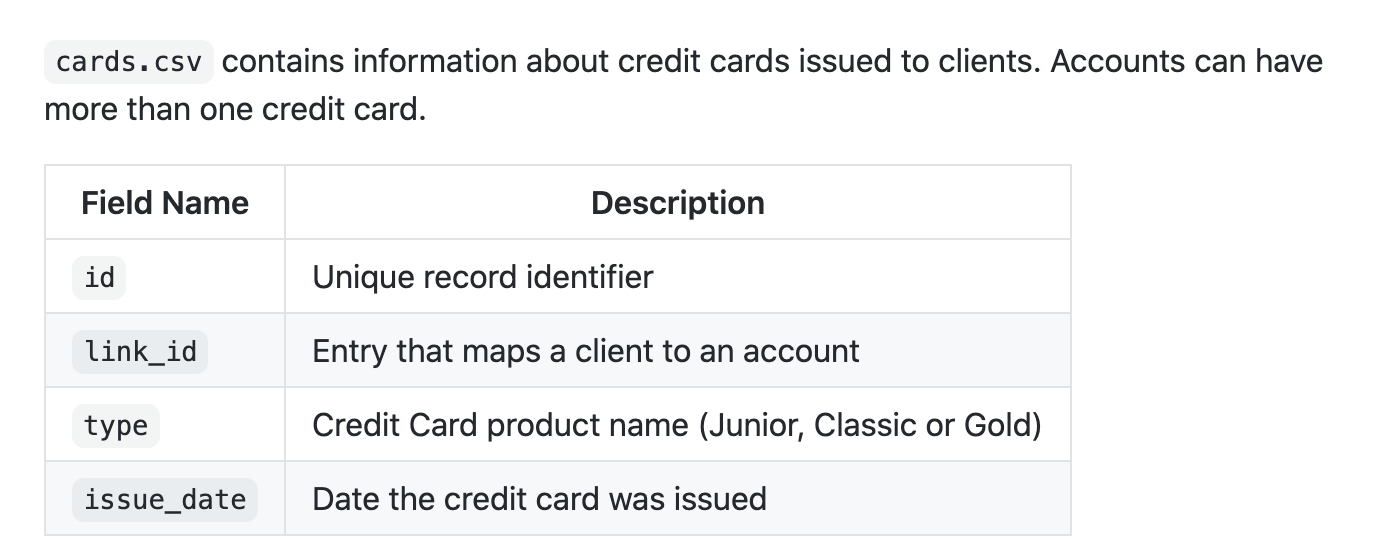 cards.csv contains information about credit cards issued to clients. Accounts can have
more than one credit card.
Field Name Description
id Unique record identifier
link_id Entry that maps a client to an account
type Credit Card product name (Junior, Classic or Gold)
issue_date Date the credit card was issued